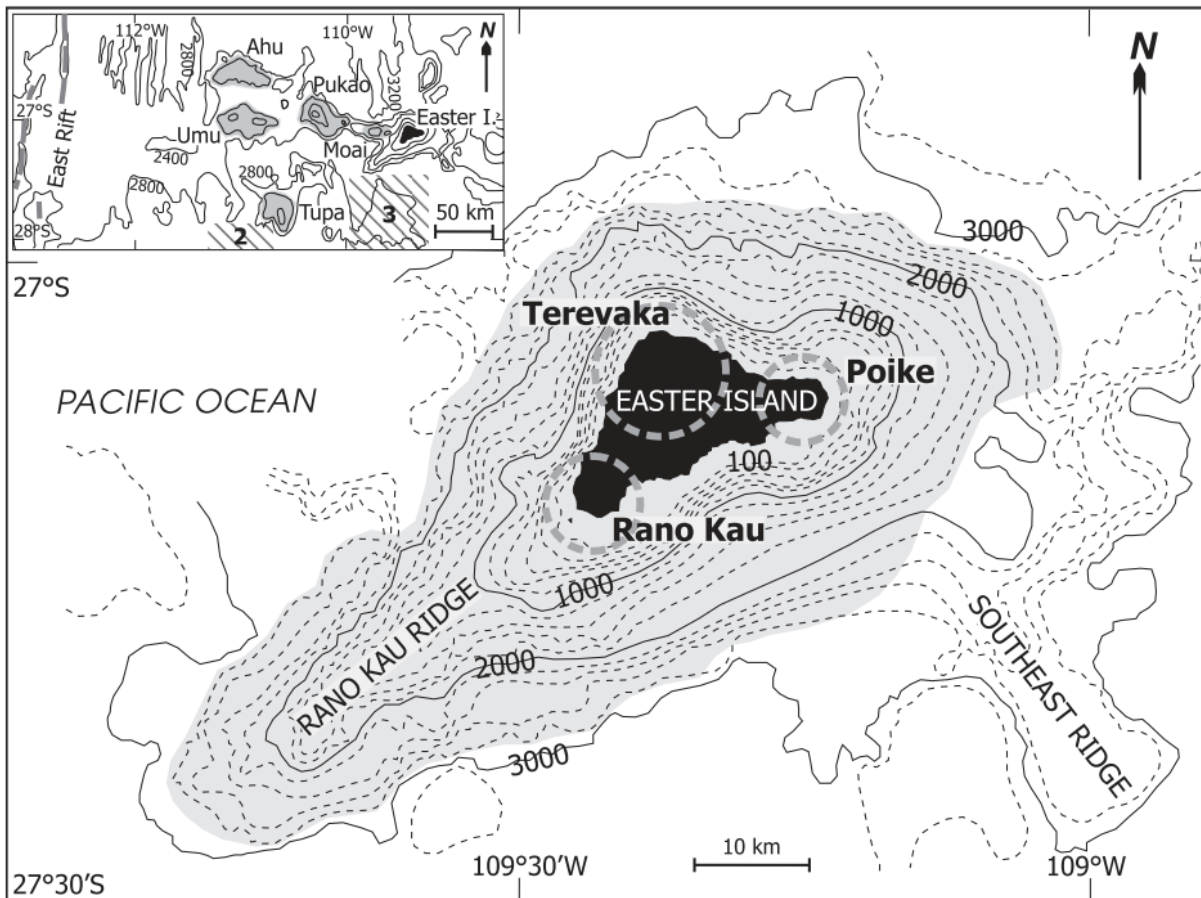 112°W
110°W
N
Ahu
2800
Pukao
3200
27°S
Easter I.
Umu
Moai
2400
East Rift
2800
2800
Tupa
3
50 km
28°S
2
N
3000
27°S
2000
Terevaka
1000
Poike
PACIFIC OCEAN
EASTER ISLAND
100
Rano Kau
1000
RANO KAU RIDGE
2000
SOUTHEAST RIDGE
3000
10 km
109°30'W
109°W
27°30'S